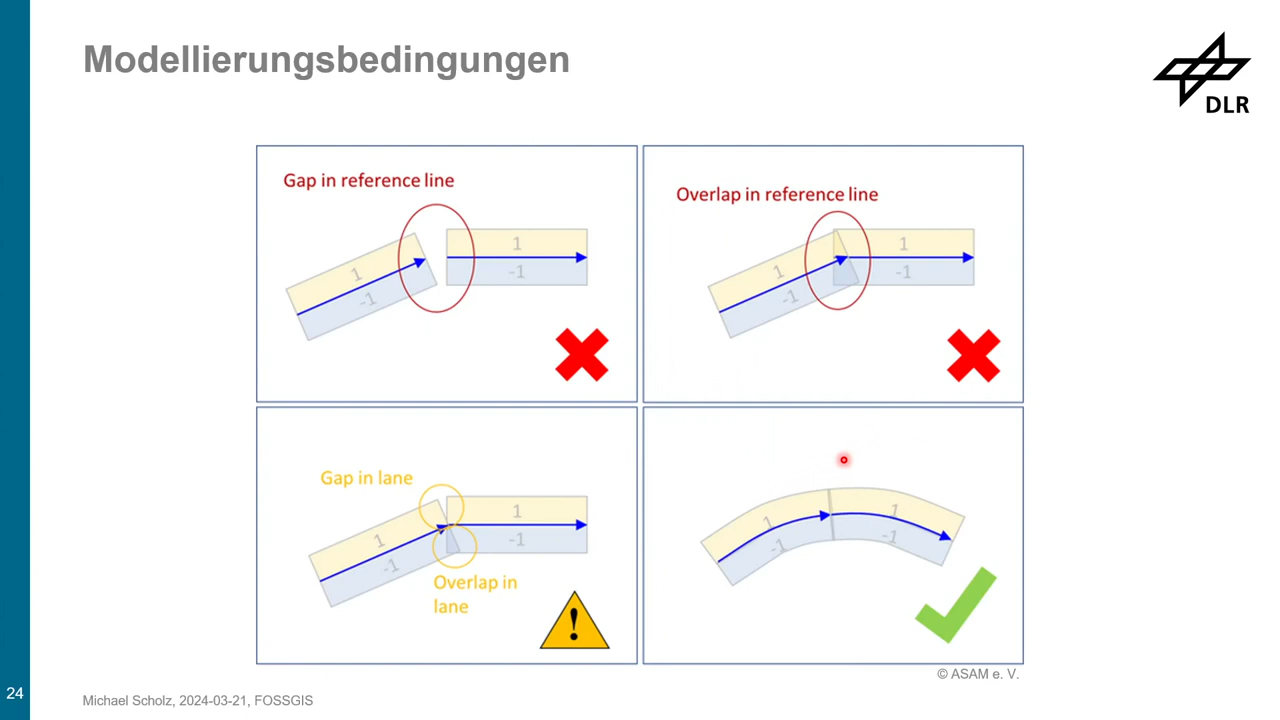 Modellierungsbedingungen
DLR
Gap in reference line
1
-1
1
-1
Overlap in reference line
1
-1
1
-1
Gap in lane
1
-1
1
-1
Overlap in
lane
!
1
-1
1
-1
© ASAM e. V.
24
Michael Scholz, 2024-03-21, FOSSGIS